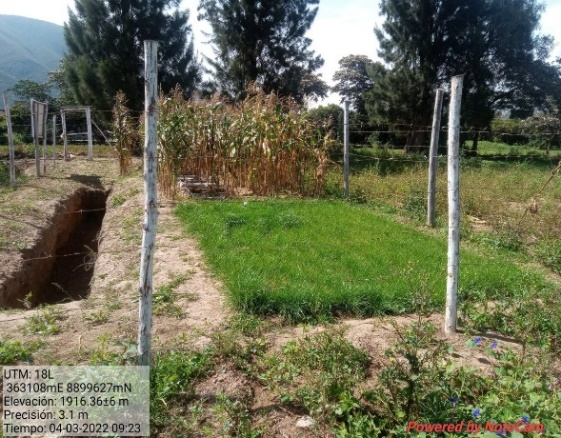 UTM: 18L
363108mE 8899627mN
Elevación: 1916.36±6 m
Precisión: 3.1 m
Tiempo: 04-03-2022 09:23
Powered by NoteCam